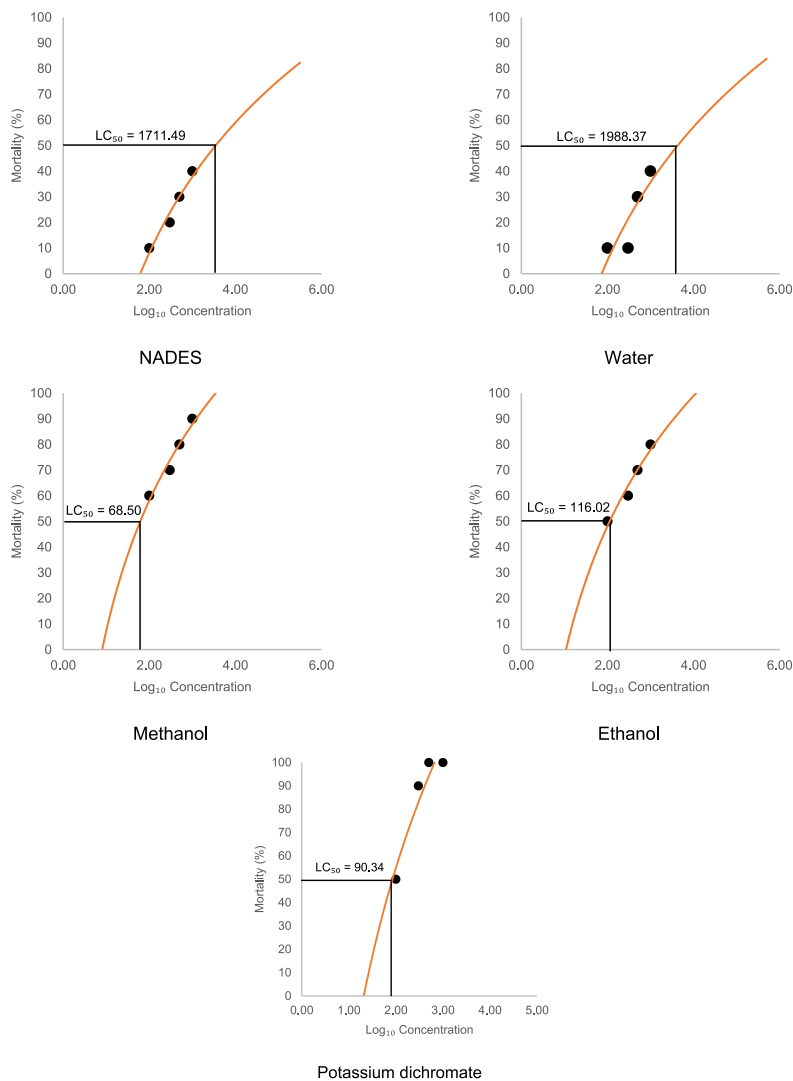 100
90
80
70
60
50
40
30
20
10
0
Mortality (%)
LC₅₀ = 1711.49
0.00 2.00 4.00 6.00
Log₁₀ Concentration
NADES
100
90
80
70
60
50
40
30
20
10
0
Mortality (%)
LC₅₀ = 1988.37
0.00 2.00 4.00 6.00
Log₁₀ Concentration
Water
100
90
80
70
60
50
40
30
20
10
0
Mortality (%)
LC₅₀ = 68.50
0.00 2.00 4.00 6.00
Log₁₀ Concentration
Methanol
100
90
80
70
60
50
40
30
20
10
0
Mortality (%)
LC₅₀ = 116.02
0.00 2.00 4.00 6.00
Log₁₀ Concentration
Ethanol
100
90
80
70
60
50
40
30
20
10
0
Mortality (%)
LC₅₀ = 90.34
0.00 1.00 2.00 3.00 4.00 5.00
Log₁₀ Concentration
Potassium dichromate